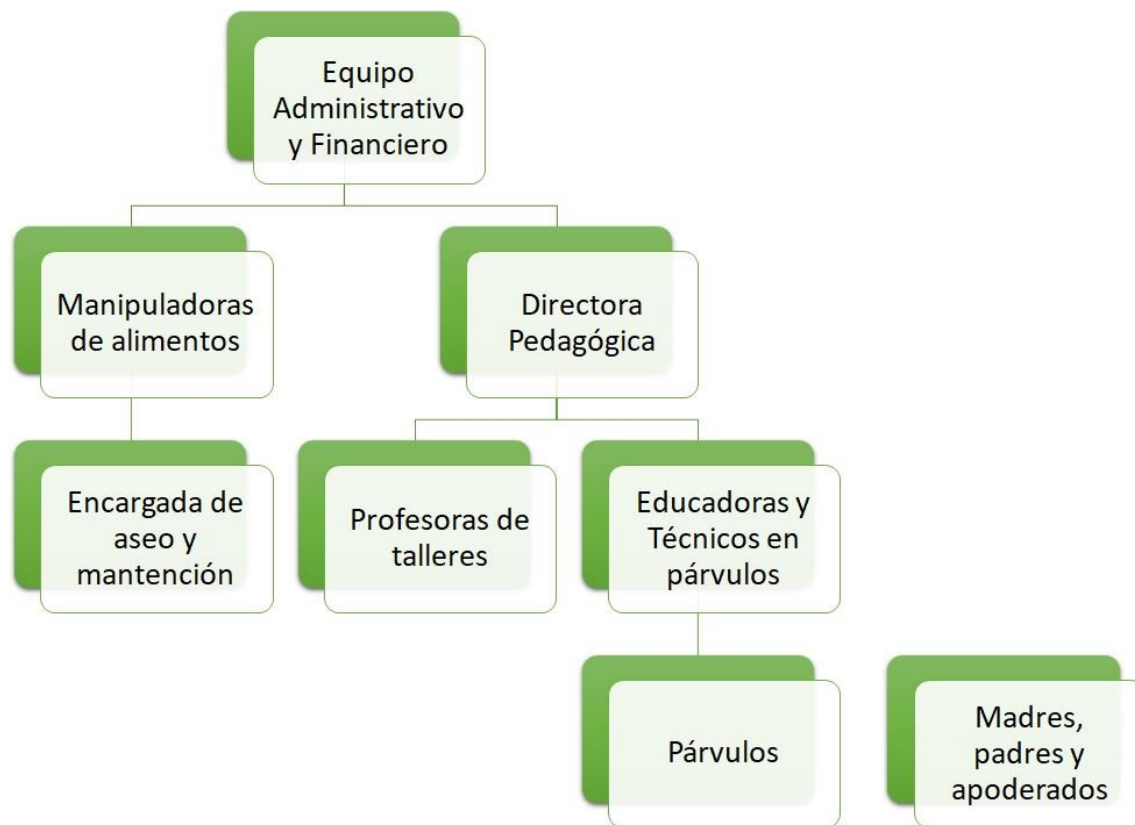 Equipo
Administrativo
y Financiero
Manipuladoras
de alimentos
Directora
Pedagógica
Encargada de
aseo y
mantención
Profesoras de
talleres
Educadoras y
Técnicos en
párvulos
Párvulos
Madres,
padres y
apoderados